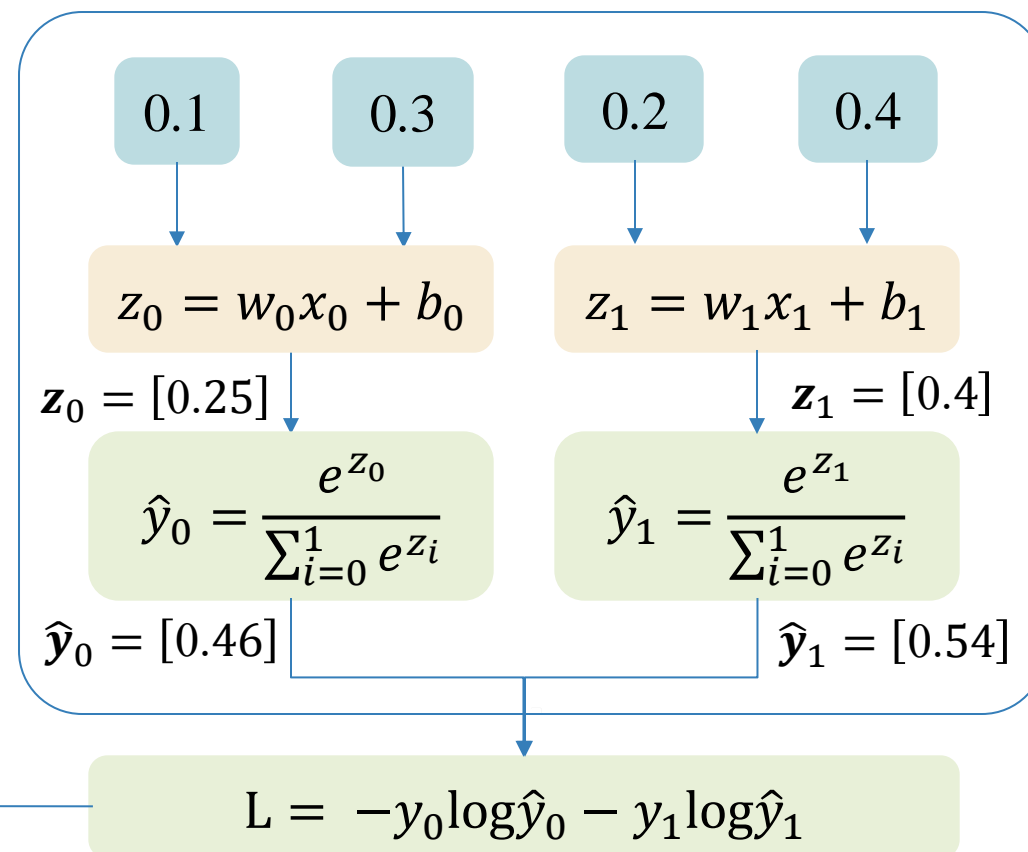 0.1 0.3 0.2 0.4
z₀ = w₀x₀ + b₀ z₁ = w₁x₁ + b₁
𝒛₀ = [0.25] 𝒛₁ = [0.4]
ŷ₀ = e^{z₀} / ∑_{i=0}^{1} e^{z_i} ŷ₁ = e^{z₁} / ∑_{i=0}^{1} e^{z_i}
𝒚̂₀ = [0.46] 𝒚̂₁ = [0.54]
L = −y₀logŷ₀ − y₁logŷ₁